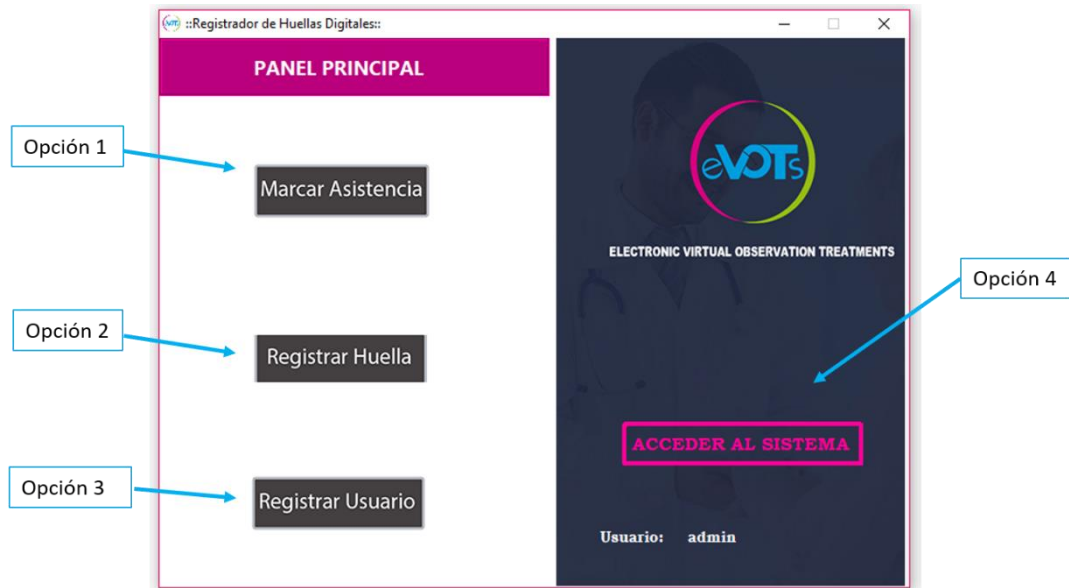 ::Registrador de Huellas Digitales::
PANEL PRINCIPAL
Opción 1
Marcar Asistencia
Opción 2
Registrar Huella
Opción 3
Registrar Usuario
eVOTs
ELECTRONIC VIRTUAL OBSERVATION TREATMENTS
Opción 4
ACCEDER AL SISTEMA
Usuario: admin